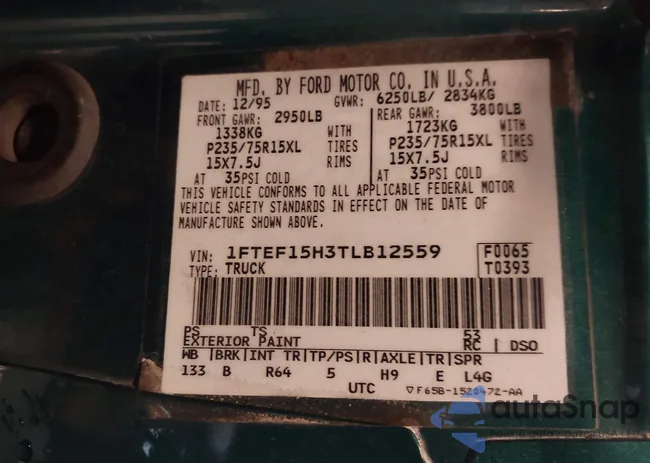 MFD. BY FORD MOTOR CO. IN U.S.A.
DATE: 12/95 GVWR: 6250LB/ 2834KG
FRONT GAWR: 2950LB REAR GAWR: 3800LB
1338KG WITH 1723KG WITH
P235/75R15XL TIRES P235/75R15XL TIRES
15X7.5J RIMS 15X7.5J RIMS
AT 35PSI COLD AT 35PSI COLD
THIS VEHICLE CONFORMS TO ALL APPLICABLE FEDERAL MOTOR
VEHICLE SAFETY STANDARDS IN EFFECT ON THE DATE OF
MANUFACTURE SHOWN ABOVE.
VIN: 1FTEF15H3TLB12559 F0065
TYPE: TRUCK T0393
PS TS 53
EXTERIOR PAINT RC DSO
WB BRK INT TR TP/PS R AXLE TR SPR
133 B R64 5 H9 E L4G
UTC
autoSnap